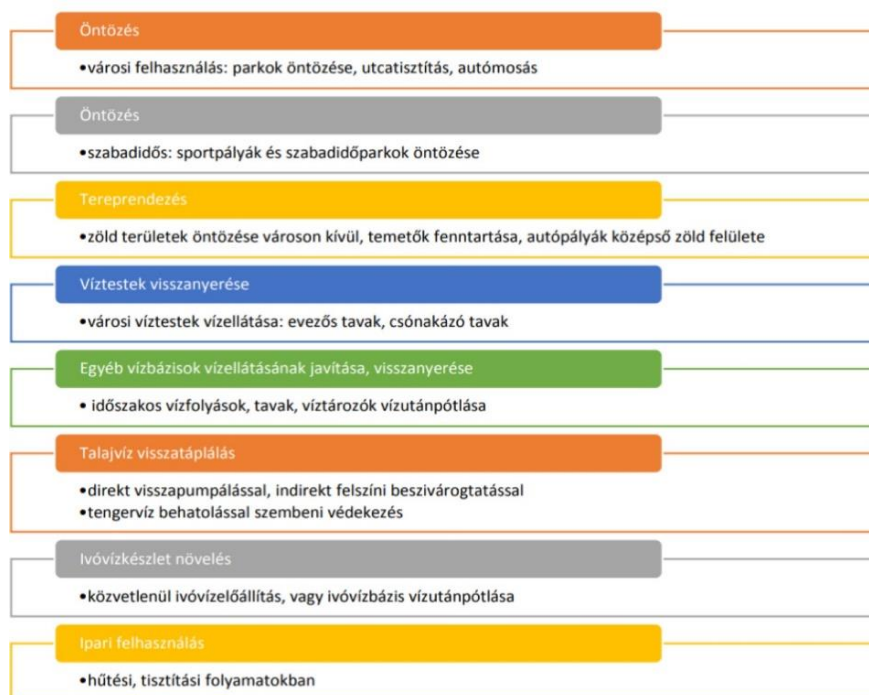 Öntözés
•városi felhasználás: parkok öntözése, utcatisztítás, autómosás
Öntözés
•szabadidős: sportpályák és szabadidőparkok öntözése
Tereprendezés
•zöld területek öntözése városon kívül, temetők fenntartása, autópályák középső zöld felülete
Víztestek visszanyerése
•városi víztestek vízellátása: evezős tavak, csónakázó tavak
Egyéb vízbázisok vízellátásának javítása, visszanyerése
• időszakos vízfolyások, tavak, víztározók vízutánpótlása
Talajvíz visszatáplálás
•direkt visszapumpálással, indirekt felszíni beszivárogtatással
•tengervíz behatolással szembeni védekezés
Ivóvízkészlet növelés
•közvetlenül ivóvízelőállítás, vagy ivóvízbázis vízutánpótlása
Ipari felhasználás
•hűtési, tisztítási folyamatokban